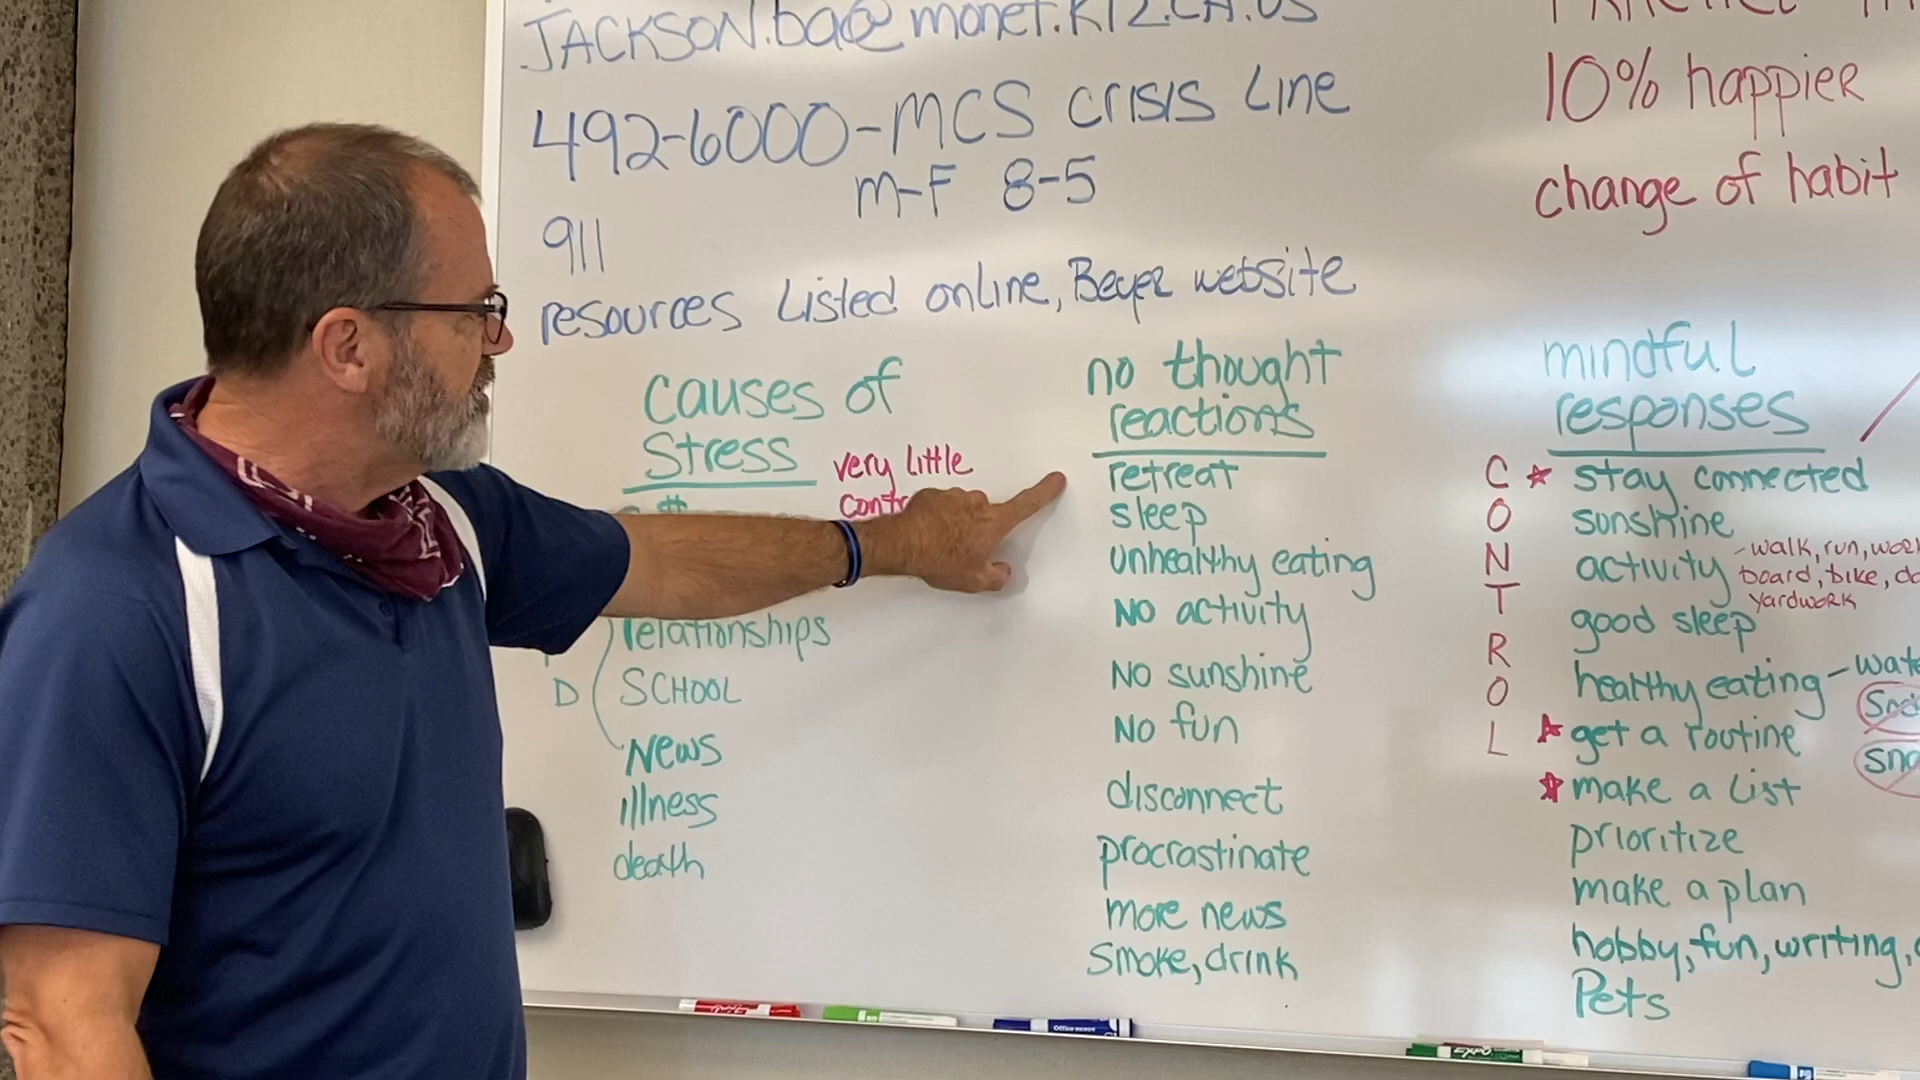 JACKSON.ba@monet.K12.CA.US
492-6000-MCS CRISIS LINE
M-F 8-5
911
resources Listed online, Beyer website
10% happier
change of habit
causes of
Stress
very little
$
relationships
D
SCHOOL
News
illness
death
no thought
reactions
retreat
sleep
unhealthy eating
NO activity
NO sunshine
NO fun
disconnect
procrastinate
more news
Smoke, drink
mindful
responses
CONTROL
stay connected
sunshine
activity - walk, run,
board, bike,
yardwork
good sleep
healthy eating -
get a routine
make a list
prioritize
make a plan
hobby, fun, writing,
Pets
EXPO